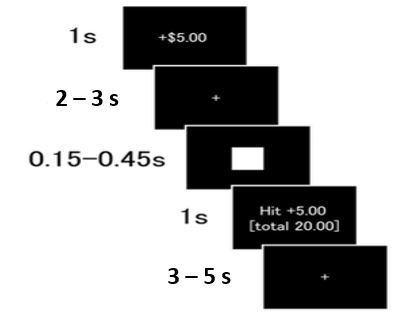 1s
+$5.00
2 – 3 s
+
0.15–0.45s
1s
Hit +5.00
[total 20.00]
3 – 5 s
+